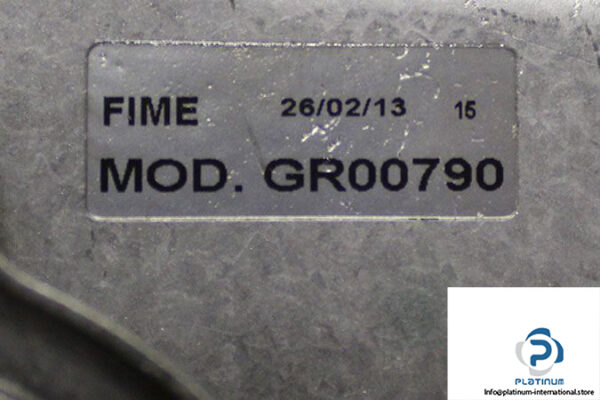 FIME 26/02/13 15
MOD. GR00790
PLATINUM
Info@platinum-international.store